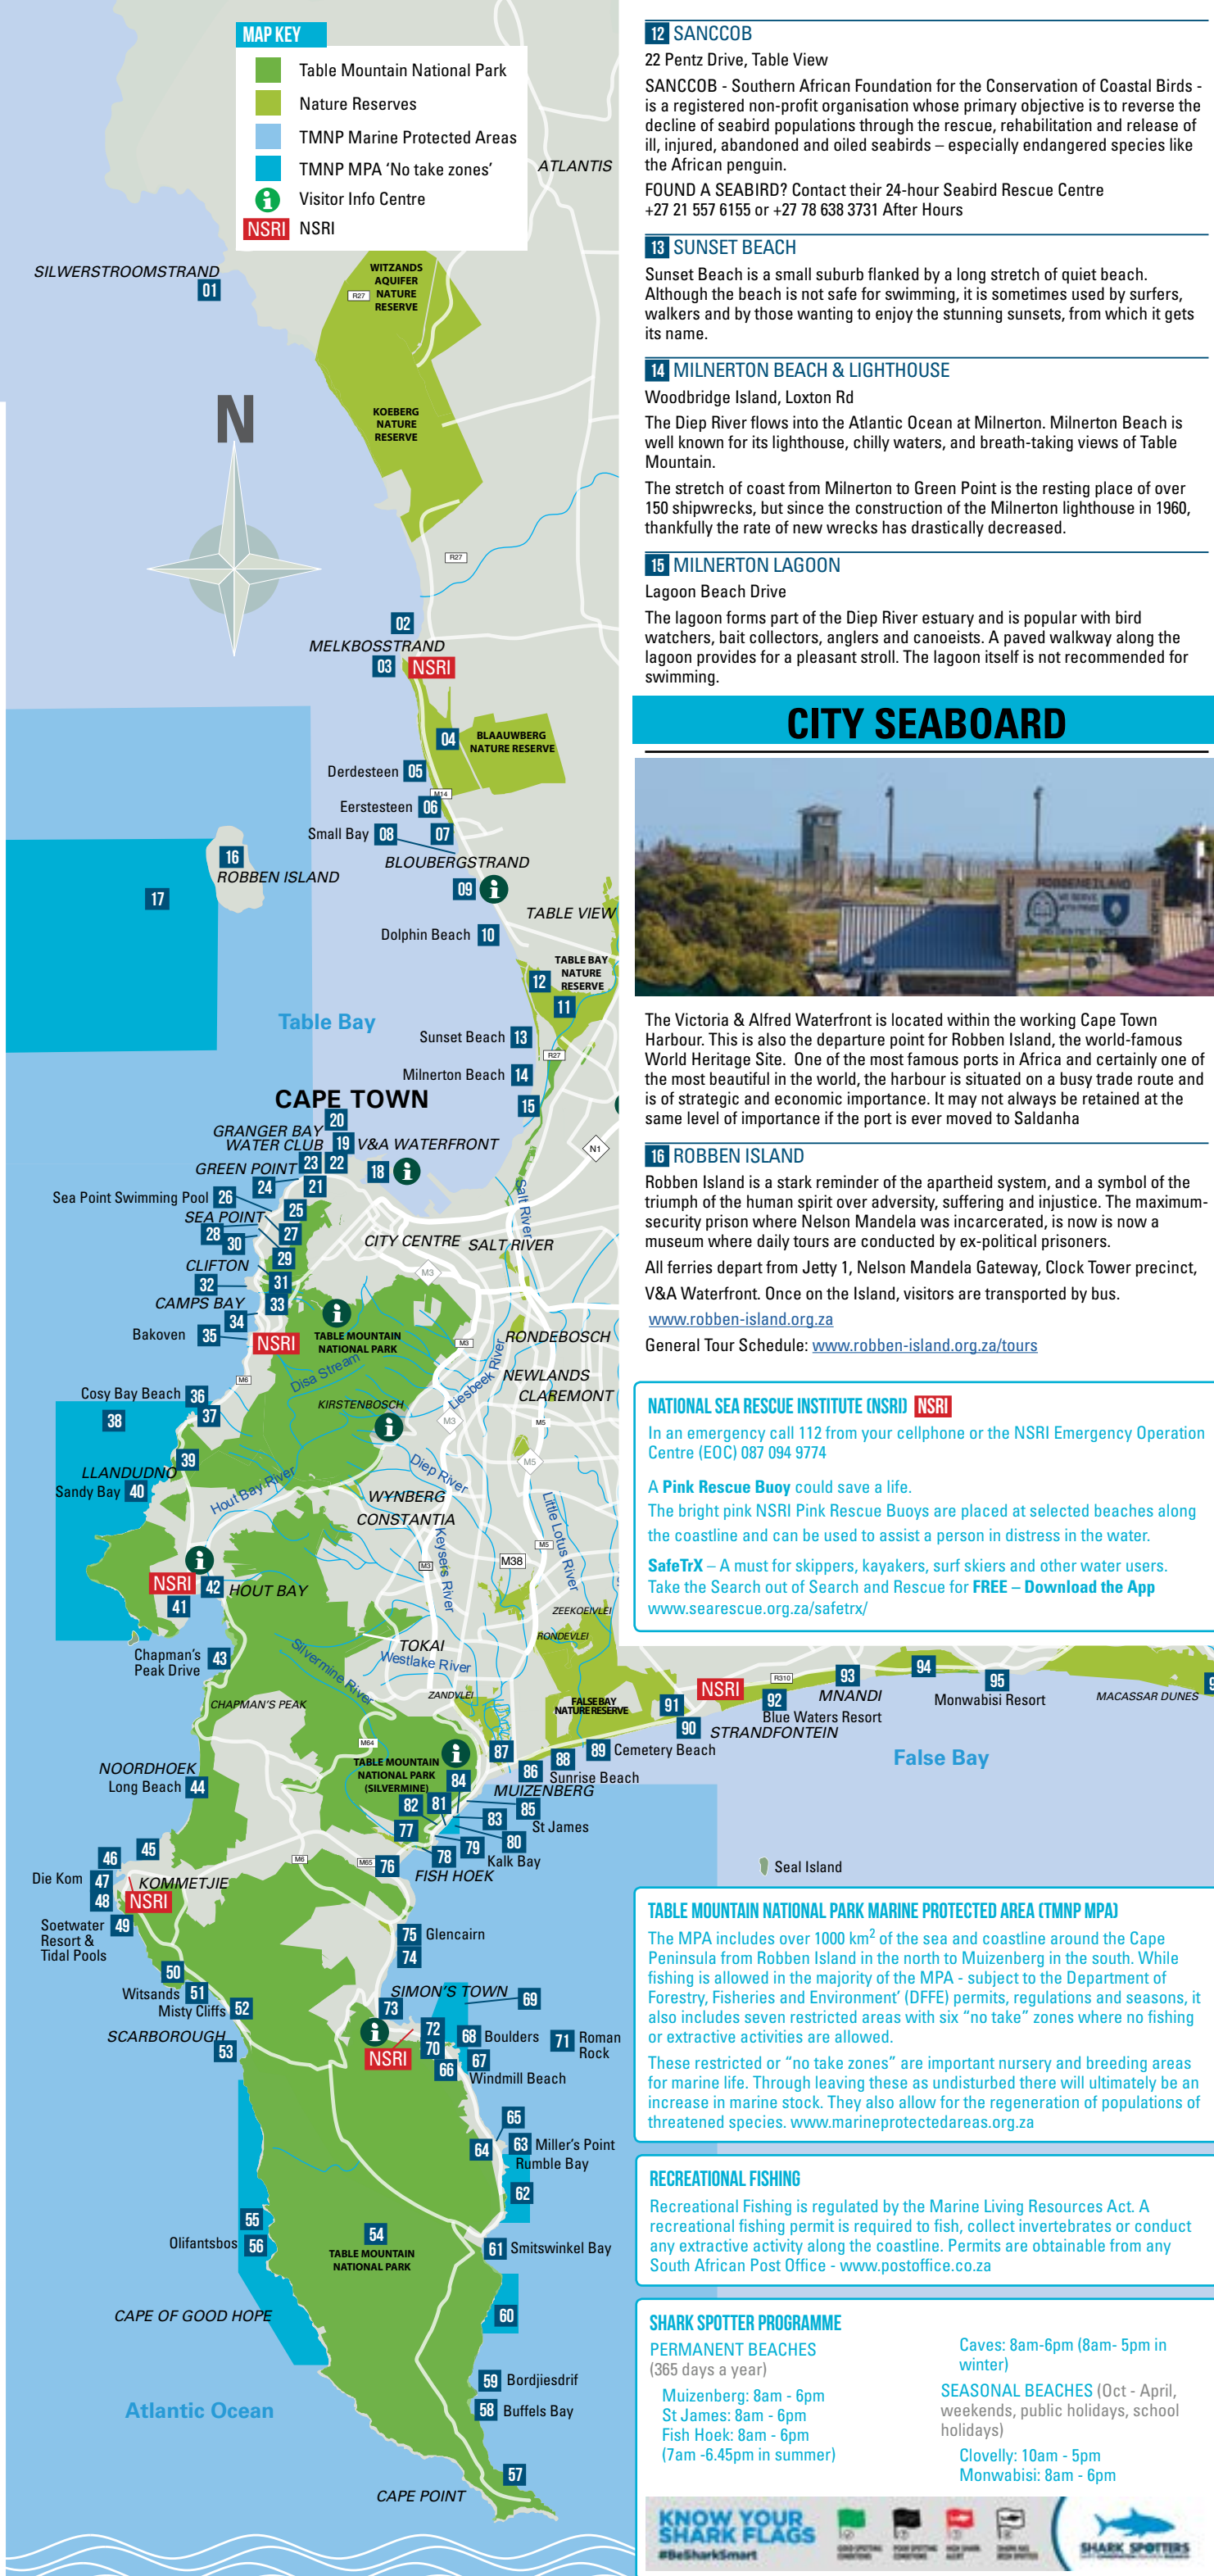 MAP KEY
Table Mountain National Park
Nature Reserves
TMNP Marine Protected Areas
TMNP MPA ‘No take zones’
Visitor Info Centre
NSRI NSRI
ATLANTIS
SILWERSTROOMSTRAND
01
WITZANDS
AQUIFER
NATURE
RESERVE
R27
N
KOEBERG
NATURE
RESERVE
R27
02
MELKBOSSTRAND
03 NSRI
04
BLAAUWBERG
NATURE RESERVE
Derdesteen 05
M14
Eerstesteen 06
Small Bay 08 07
BLOUBERGSTRAND
16
ROBBEN ISLAND
17
09
TABLE VIEW
Dolphin Beach 10
TABLE BAY
NATURE
RESERVE
12
11
Table Bay
Sunset Beach 13
R27
Milnerton Beach 14
CAPE TOWN
15
20
GRANGER BAY
WATER CLUB 19 V&A WATERFRONT
N1
GREEN POINT 23 22 18
24 21
Sea Point Swimming Pool 26
25
SEA POINT
Salt River
28 27
30
CITY CENTRE SALT RIVER
29
CLIFTON
M3
32 31
CAMPS BAY 33
34
Bakoven 35 NSRI
TABLE MOUNTAIN
NATIONAL PARK
M3
RONDEBOSCH
Liesbeek River
M6
Disa Stream
NEWLANDS
CLAREMONT
Cosy Bay Beach 36
KIRSTENBOSCH
38 37
M3
M5
39
LLANDUDNO
Diep River
M5
Sandy Bay 40
Hout Bay River
WYNBERG
CONSTANTIA
Keysers River
Little Lotus River
M5
M3
M38
NSRI 42 HOUT BAY
41
ZEEKOEIVLEI
RONDEVLEI
Chapman's
Peak Drive 43
Silvermine River
TOKAI
Westlake River
CHAPMAN'S PEAK
ZANDVLEI
FALSE BAY
NATURE RESERVE
91 NSRI
R310
92 93 94 95
MNANDI
Monwabisi Resort
MACASSAR DUNES
9
Blue Waters Resort
90 STRANDFONTEIN
M64
89 Cemetery Beach
False Bay
87 88
TABLE MOUNTAIN
NATIONAL PARK
(SILVERMINE)
NOORDHOEK
Long Beach 44
86 Sunrise Beach
84 MUIZENBERG
82 81 85
83 St James
77 80
79 Kalk Bay
78
45
46
M6
M65 76
FISH HOEK
Seal Island
Die Kom 47 KOMMETJIE
48 NSRI
Soetwater
Resort &
Tidal Pools
49
75 Glencairn
74
50
Witsands 51
Misty Cliffs 52
SIMON'S TOWN 69
73
SCARBOROUGH
53
72
70
NSRI
68 Boulders
71 Roman
Rock
66 67
Windmill Beach
65
64 63 Miller's Point
Rumble Bay
62
55
Olifantsbos 56
54
TABLE MOUNTAIN
NATIONAL PARK
61 Smitswinkel Bay
CAPE OF GOOD HOPE
60
59 Bordjiesdrif
Atlantic Ocean
58 Buffels Bay
57
CAPE POINT
12 SANCCOB
22 Pentz Drive, Table View
SANCCOB - Southern African Foundation for the Conservation of Coastal Birds -
is a registered non-profit organisation whose primary objective is to reverse the
decline of seabird populations through the rescue, rehabilitation and release of
ill, injured, abandoned and oiled seabirds – especially endangered species like
the African penguin.
FOUND A SEABIRD? Contact their 24-hour Seabird Rescue Centre
+27 21 557 6155 or +27 78 638 3731 After Hours
13 SUNSET BEACH
Sunset Beach is a small suburb flanked by a long stretch of quiet beach.
Although the beach is not safe for swimming, it is sometimes used by surfers,
walkers and by those wanting to enjoy the stunning sunsets, from which it gets
its name.
14 MILNERTON BEACH & LIGHTHOUSE
Woodbridge Island, Loxton Rd
The Diep River flows into the Atlantic Ocean at Milnerton. Milnerton Beach is
well known for its lighthouse, chilly waters, and breath-taking views of Table
Mountain.
The stretch of coast from Milnerton to Green Point is the resting place of over
150 shipwrecks, but since the construction of the Milnerton lighthouse in 1960,
thankfully the rate of new wrecks has drastically decreased.
15 MILNERTON LAGOON
Lagoon Beach Drive
The lagoon forms part of the Diep River estuary and is popular with bird
watchers, bait collectors, anglers and canoeists. A paved walkway along the
lagoon provides for a pleasant stroll. The lagoon itself is not recommended for
swimming.
CITY SEABOARD
The Victoria & Alfred Waterfront is located within the working Cape Town
Harbour. This is also the departure point for Robben Island, the world-famous
World Heritage Site. One of the most famous ports in Africa and certainly one of
the most beautiful in the world, the harbour is situated on a busy trade route and
is of strategic and economic importance. It may not always be retained at the
same level of importance if the port is ever moved to Saldanha
16 ROBBEN ISLAND
Robben Island is a stark reminder of the apartheid system, and a symbol of the
triumph of the human spirit over adversity, suffering and injustice. The maximum-
security prison where Nelson Mandela was incarcerated, is now is now a
museum where daily tours are conducted by ex-political prisoners.
All ferries depart from Jetty 1, Nelson Mandela Gateway, Clock Tower precinct,
V&A Waterfront. Once on the Island, visitors are transported by bus.
www.robben-island.org.za
General Tour Schedule: www.robben-island.org.za/tours
NATIONAL SEA RESCUE INSTITUTE (NSRI) NSRI
In an emergency call 112 from your cellphone or the NSRI Emergency Operation
Centre (EOC) 087 094 9774
A Pink Rescue Buoy could save a life.
The bright pink NSRI Pink Rescue Buoys are placed at selected beaches along
the coastline and can be used to assist a person in distress in the water.
SafeTrX – A must for skippers, kayakers, surf skiers and other water users.
Take the Search out of Search and Rescue for FREE – Download the App
www.searescue.org.za/safetrx/
TABLE MOUNTAIN NATIONAL PARK MARINE PROTECTED AREA (TMNP MPA)
The MPA includes over 1000 km2 of the sea and coastline around the Cape
Peninsula from Robben Island in the north to Muizenberg in the south. While
fishing is allowed in the majority of the MPA - subject to the Department of
Forestry, Fisheries and Environment’ (DFFE) permits, regulations and seasons, it
also includes seven restricted areas with six “no take” zones where no fishing
or extractive activities are allowed.
These restricted or “no take zones” are important nursery and breeding areas
for marine life. Through leaving these as undisturbed there will ultimately be an
increase in marine stock. They also allow for the regeneration of populations of
threatened species. www.marineprotectedareas.org.za
RECREATIONAL FISHING
Recreational Fishing is regulated by the Marine Living Resources Act. A
recreational fishing permit is required to fish, collect invertebrates or conduct
any extractive activity along the coastline. Permits are obtainable from any
South African Post Office - www.postoffice.co.za
SHARK SPOTTER PROGRAMME
PERMANENT BEACHES
(365 days a year)
Muizenberg: 8am - 6pm
St James: 8am - 6pm
Fish Hoek: 8am - 6pm
(7am -6.45pm in summer)
Caves: 8am-6pm (8am- 5pm in
winter)
SEASONAL BEACHES (Oct - April,
weekends, public holidays, school
holidays)
Clovelly: 10am - 5pm
Monwabisi: 8am - 6pm
KNOW YOUR
SHARK FLAGS
#BeSharkSmart
SHARK SPOTTERS